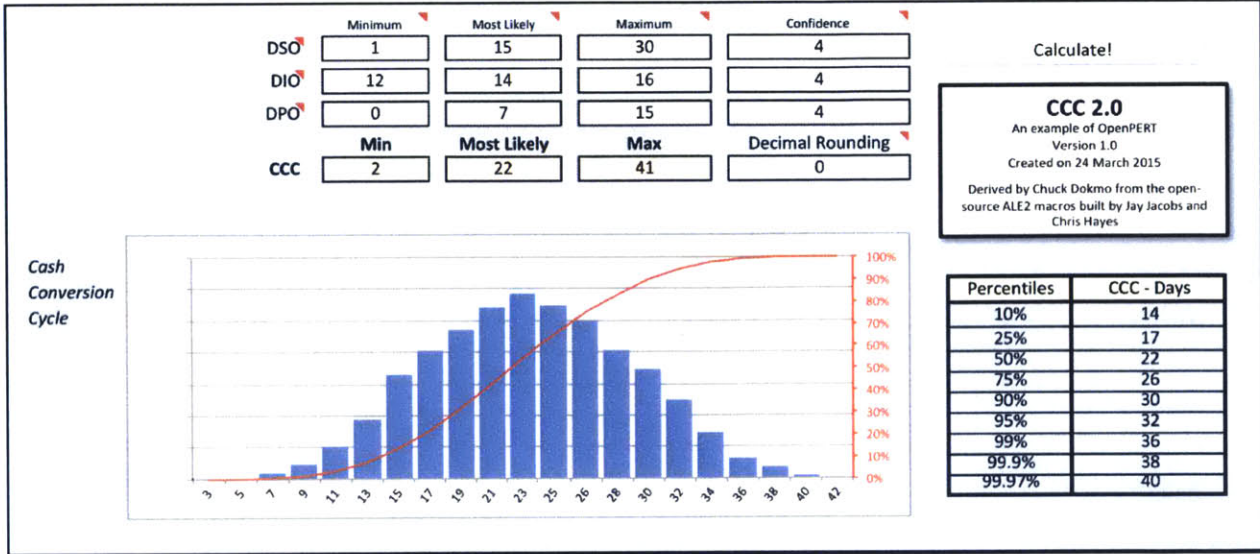 Minimum Most Likely Maximum Confidence
DSO 1 15 30 4
DIO 12 14 16 4
DPO 0 7 15 4
Min Most Likely Max Decimal Rounding
CCC 2 22 41 0
Calculate!
CCC 2.0
An example of OpenPERT
Version 1.0
Created on 24 March 2015
Derived by Chuck Dokmo from the open-
source ALE2 macros built by Jay Jacobs and
Chris Hayes
Cash
Conversion
Cycle
100%
90%
80%
70%
60%
50%
40%
30%
20%
10%
0%
3 5 7 9 11 13 15 17 19 21 23 25 26 28 30 32 34 36 38 40 42
Percentiles CCC - Days
10% 14
25% 17
50% 22
75% 26
90% 30
95% 32
99% 36
99.9% 38
99.97% 40